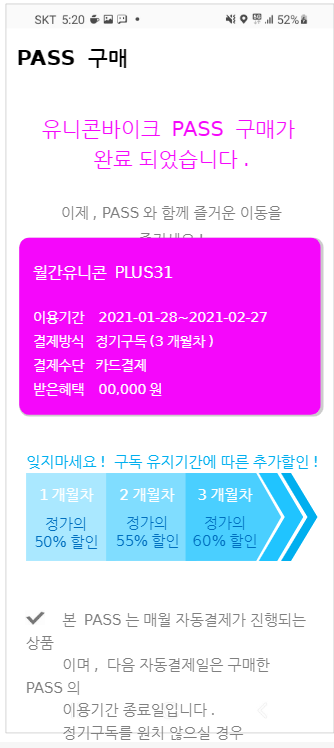 SKT 5:20 52%
PASS 구매
유니콘바이크 PASS 구매가
완료 되었습니다 .
이제 , PASS 와 함께 즐거운 이동을
즐기세요 !
월간유니콘 PLUS31
이용기간 2021-01-28~2021-02-27
결제방식 정기구독 (3 개월차 )
결제수단 카드결제
받은혜택 00,000 원
잊지마세요 ! 구독 유지기간에 따른 추가할인 !
1 개월차 2 개월차 3 개월차
정가의 정가의 정가의
50% 할인 55% 할인 60% 할인
본 PASS 는 매월 자동결제가 진행되는
상품
이며 , 다음 자동결제일은 구매한
PASS 의
이용기간 종료일입니다 .
정기구독를 원치 않으실 경우